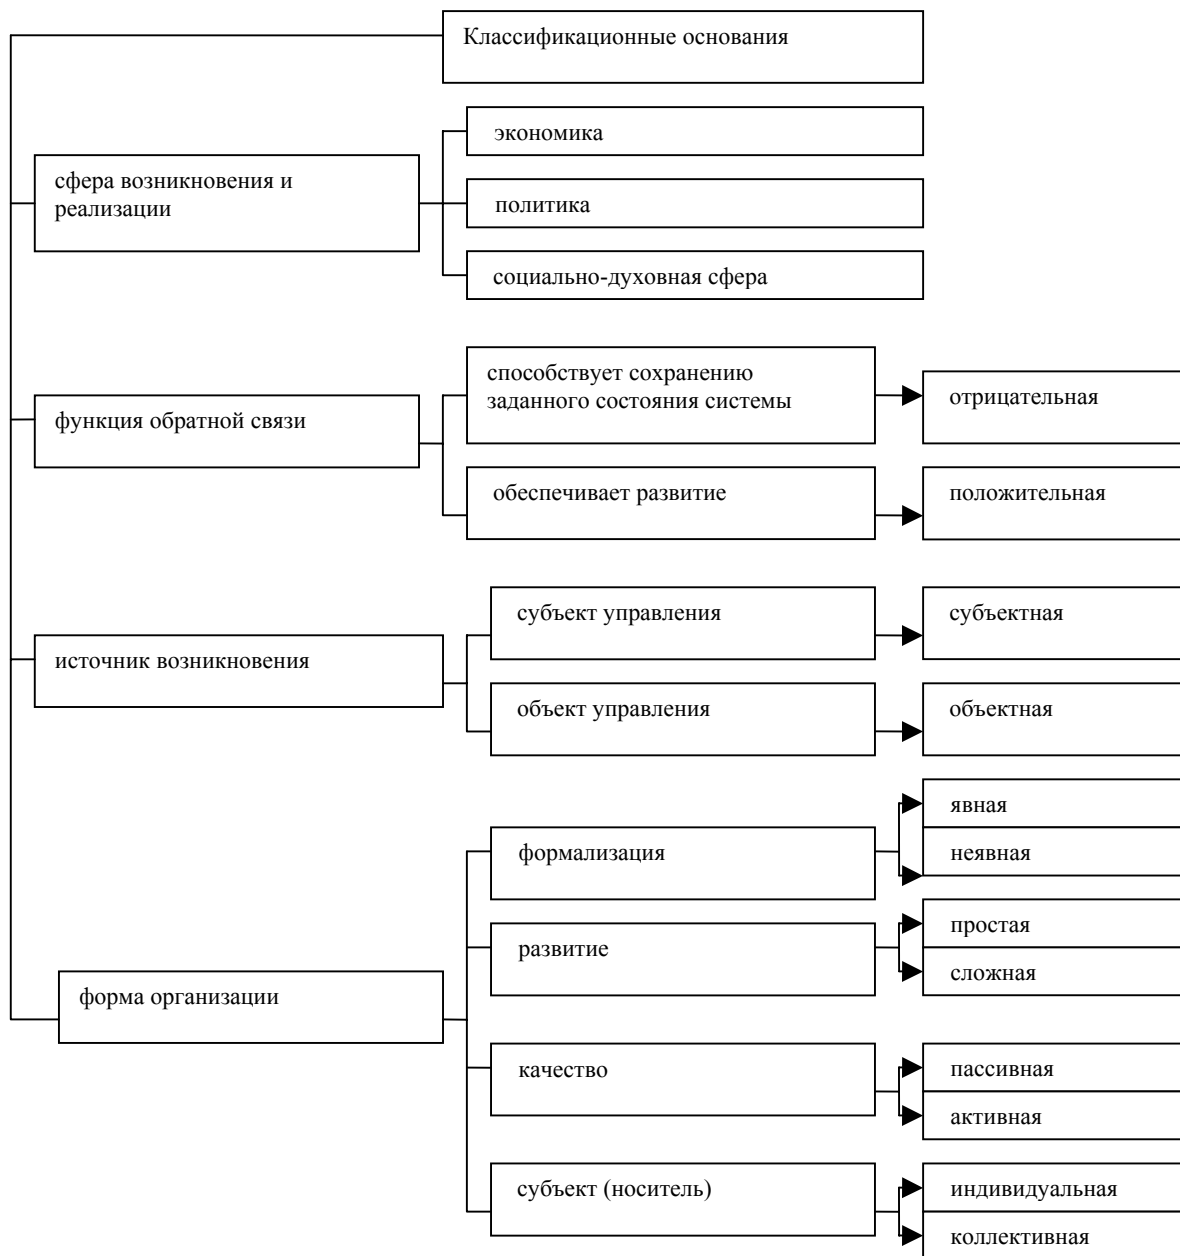 Классификационные основания
экономика
сфера возникновения и
реализации
политика
социально-духовная сфера
способствует сохранению
заданного состояния системы
отрицательная
функция обратной связи
обеспечивает развитие
положительная
субъект управления
субъектная
источник возникновения
объект управления
объектная
явная
формализация
неявная
простая
развитие
сложная
форма организации
качество
пассивная
активная
субъект (носитель)
индивидуальная
коллективная